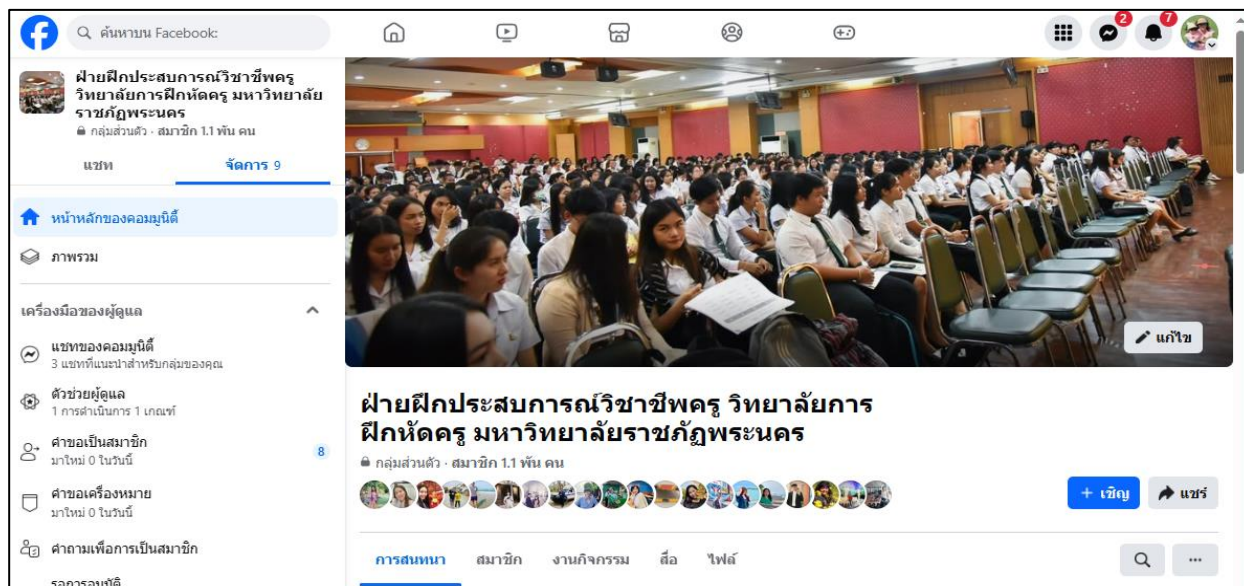 ค้นหาบน Facebook:
2
7
ฝ่ายฝึกประสบการณ์วิชาชีพครู
วิทยาลัยการฝึกหัดครู มหาวิทยาลัย
ราชภัฏพระนคร
กลุ่มส่วนตัว · สมาชิก 1.1 พัน คน
แชท
จัดการ 9
หน้าหลักของคอมมูนิตี้
ภาพรวม
เครื่องมือของผู้ดูแล
แชทของคอมมูนิตี้
3 แชทที่แนะนำสำหรับกลุ่มของคุณ
ตัวช่วยผู้ดูแล
1 การดำเนินการ 1 เกณฑ์
คำขอเป็นสมาชิก
8
มาใหม่ 0 ในวันนี้
คำขอเครื่องหมาย
มาใหม่ 0 ในวันนี้
คำถามเพื่อการเป็นสมาชิก
รอการอนุมัติ
แก้ไข
ฝ่ายฝึกประสบการณ์วิชาชีพครู วิทยาลัยการ
ฝึกหัดครู มหาวิทยาลัยราชภัฏพระนคร
กลุ่มส่วนตัว · สมาชิก 1.1 พัน คน
+ เชิญ
แชร์
การสนทนา
สมาชิก
งานกิจกรรม
สื่อ
ไฟล์